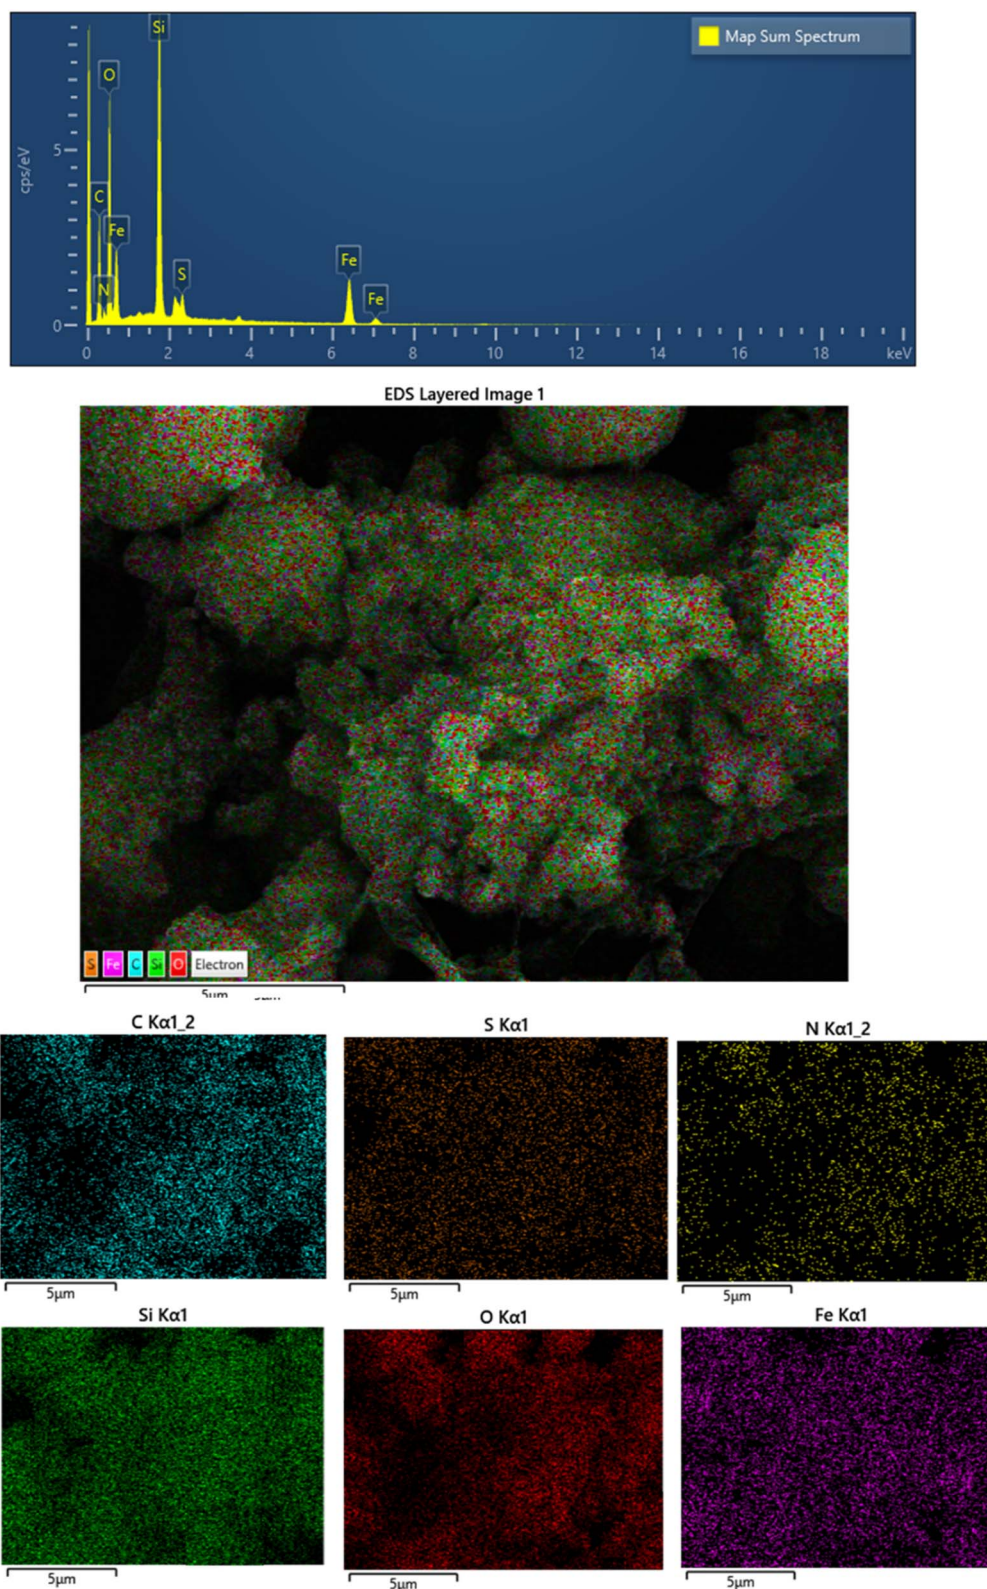 Map Sum Spectrum
Si
O
C
Fe
N
S
Fe
Fe
cps/eV
5
0
0 2 4 6 8 10 12 14 16 18 keV
EDS Layered Image 1
S Fe C Si O Electron
5µm
C Kα1_2
S Kα1
N Kα1_2
5µm
5µm
5µm
Si Kα1
O Kα1
Fe Kα1
5µm
5µm
5µm